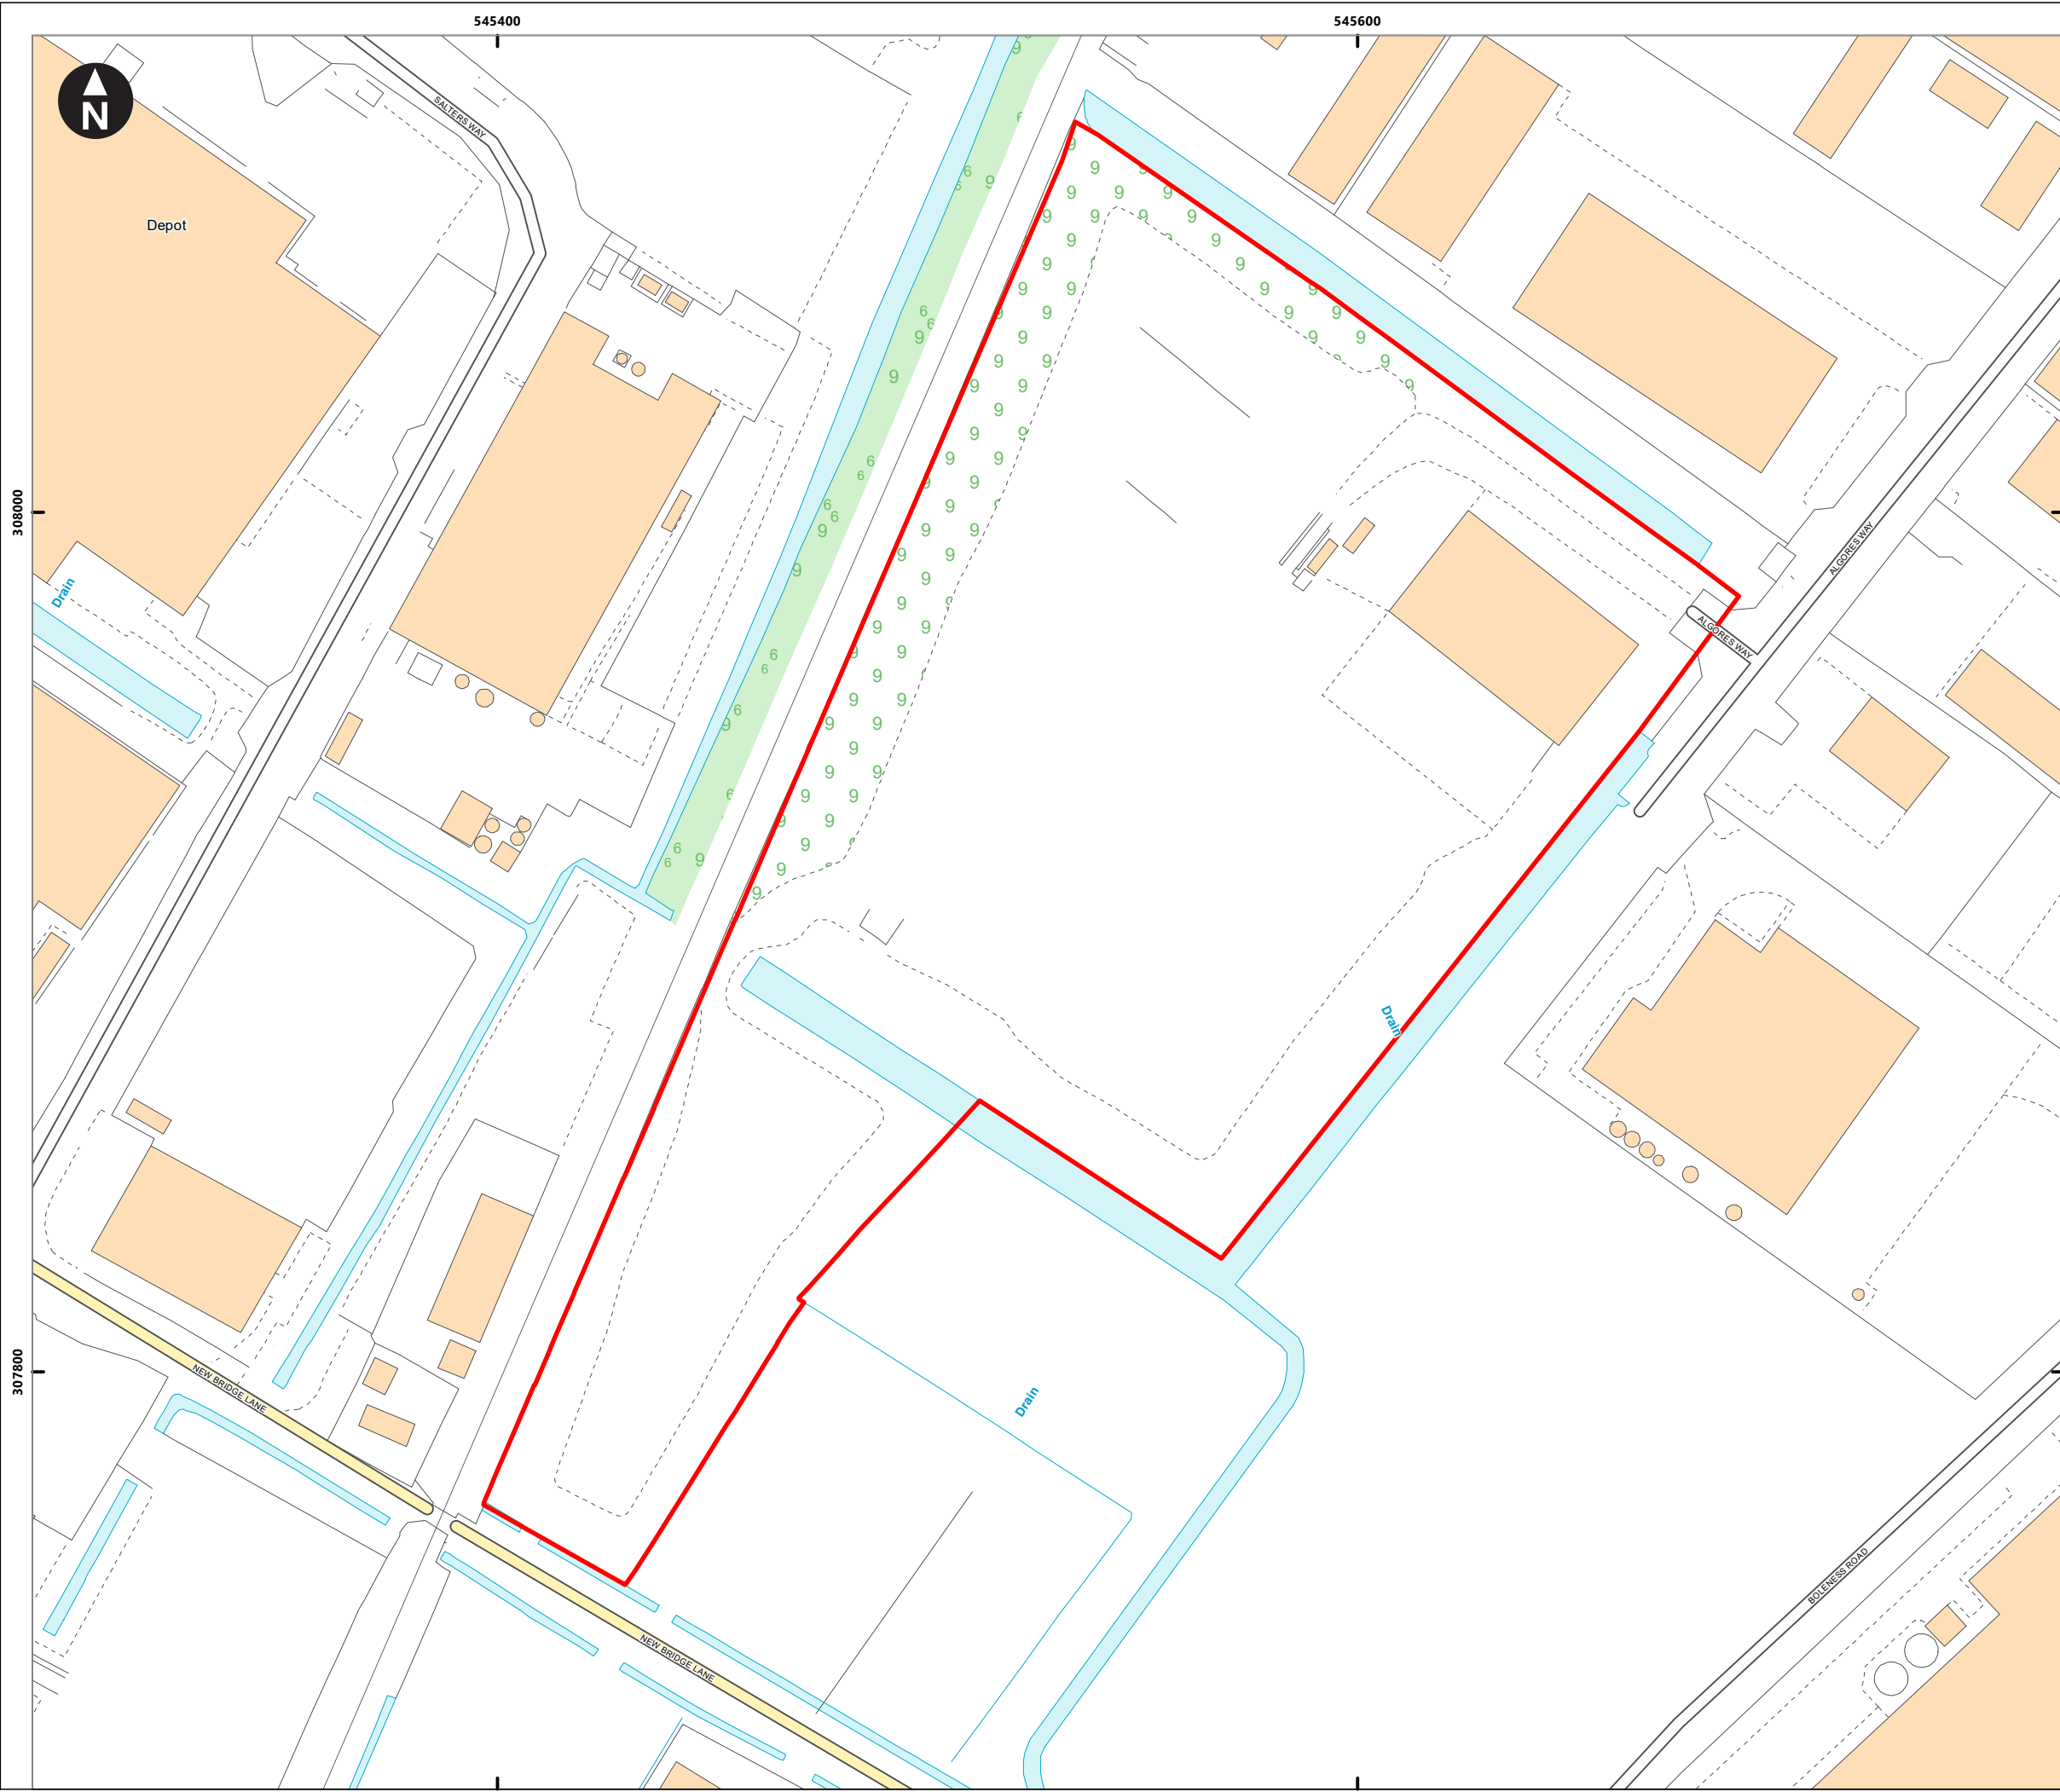 545400
545600
N
SALTERS WAY
Depot
308000
ALGORES WAY
Drain
ALGORES WAY
Drain
307800
NEW BRIDGE LANE
Drain
BOLENESS ROAD
NEW BRIDGE LANE